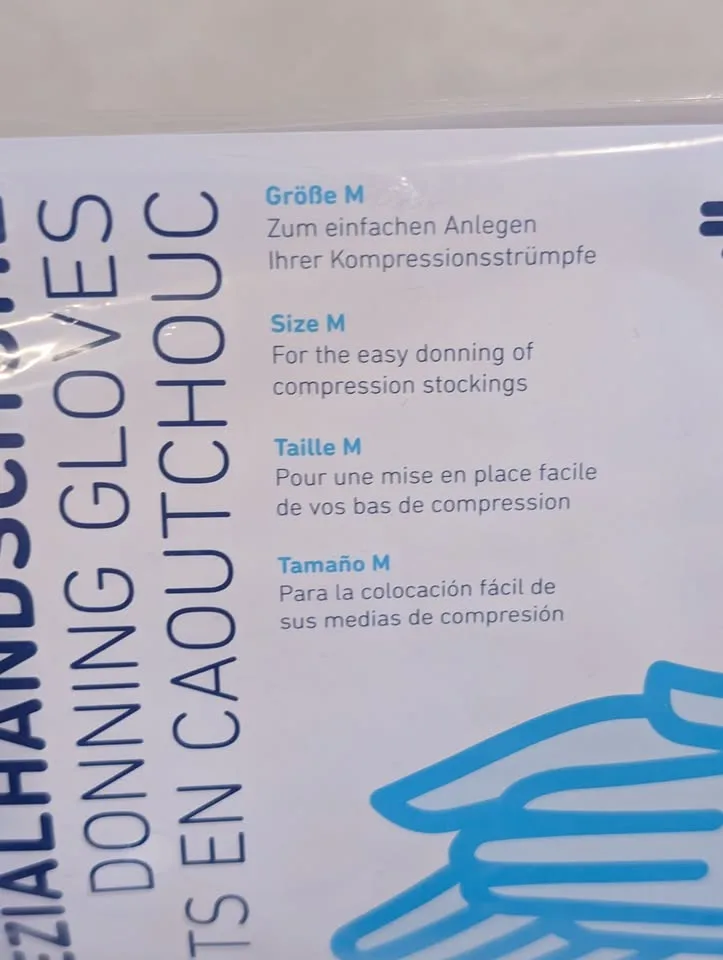 DONNING GLOVES
EN CAOUTCHOUC
Größe M
Zum einfachen Anlegen
Ihrer Kompressionsstrümpfe
Size M
For the easy donning of
compression stockings
Taille M
Pour une mise en place facile
de vos bas de compression
Tamaño M
Para la colocación fácil de
sus medias de compresión